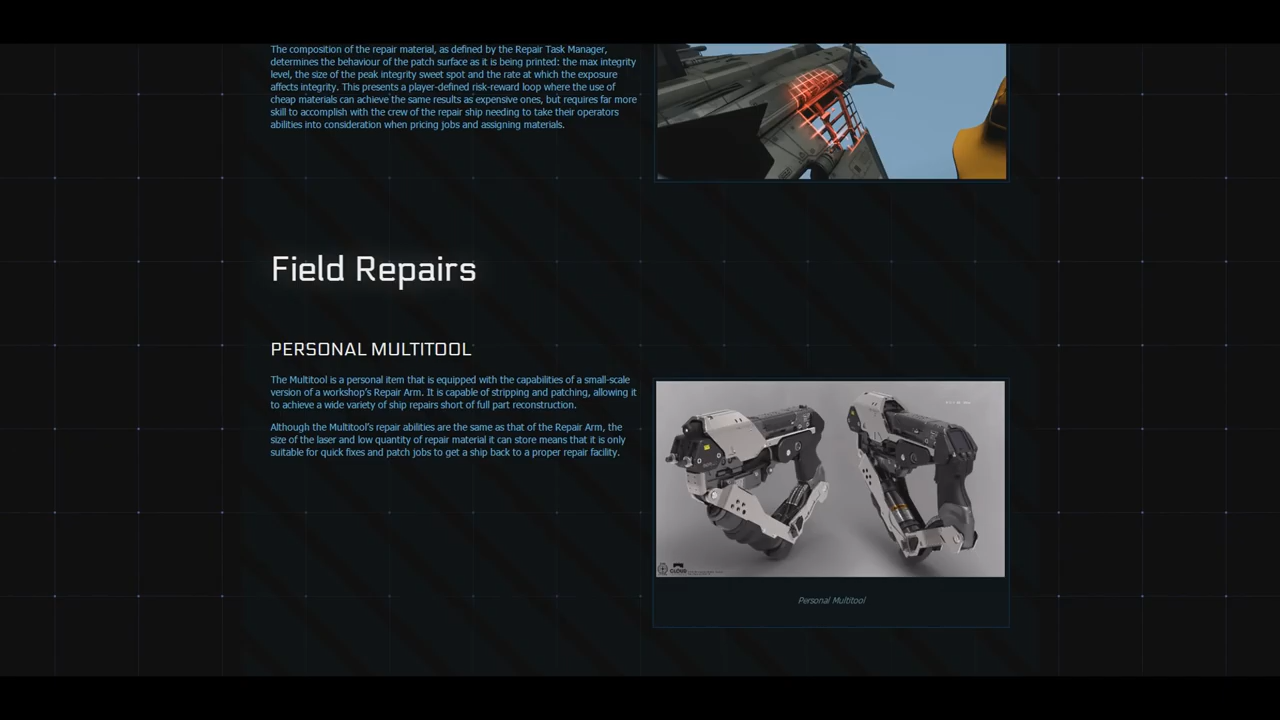 The composition of the repair material, as defined by the Repair Task Manager,
determines the behaviour of the patch surface as it is being printed: the max integrity
level, the size of the peak integrity sweet spot and the rate at which the exposure
affects integrity. This presents a player-defined risk-reward loop where the use of
cheap materials can achieve the same results as expensive ones, but requires far more
skill to accomplish with the crew of the repair ship needing to take their operators
abilities into consideration when pricing jobs and assigning materials.
Field Repairs
PERSONAL MULTITOOL
The Multitool is a personal item that is equipped with the capabilities of a small-scale
version of a workshop's Repair Arm. It is capable of stripping and patching, allowing it
to achieve a wide variety of ship repairs short of full part reconstruction.
Although the Multitool's repair abilities are the same as that of the Repair Arm, the
size of the laser and low quantity of repair material it can store means that it is only
suitable for quick fixes and patch jobs to get a ship back to a proper repair facility.
CLOUD
Personal Multitool